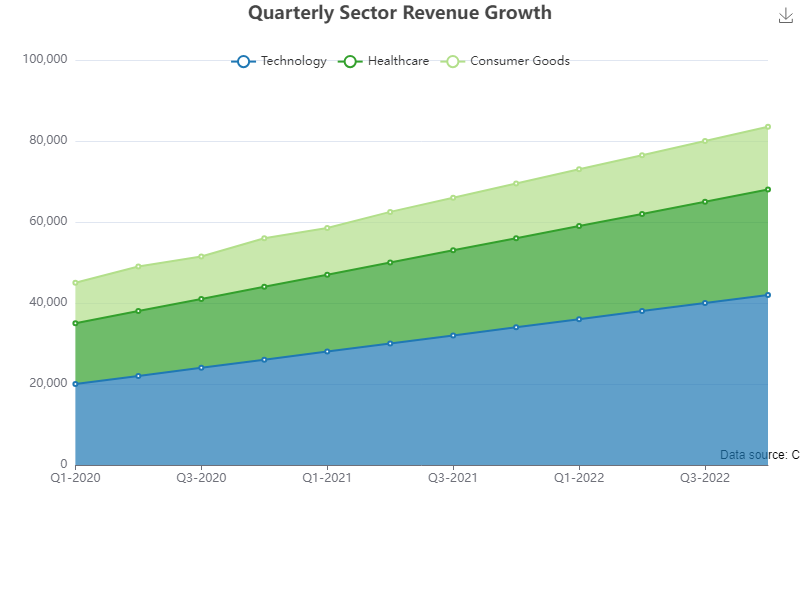 Quarterly Sector Revenue Growth
Technology Healthcare Consumer Goods
100,000
80,000
60,000
40,000
20,000
0
Data source: C
Q1-2020 Q3-2020 Q1-2021 Q3-2021 Q1-2022 Q3-2022